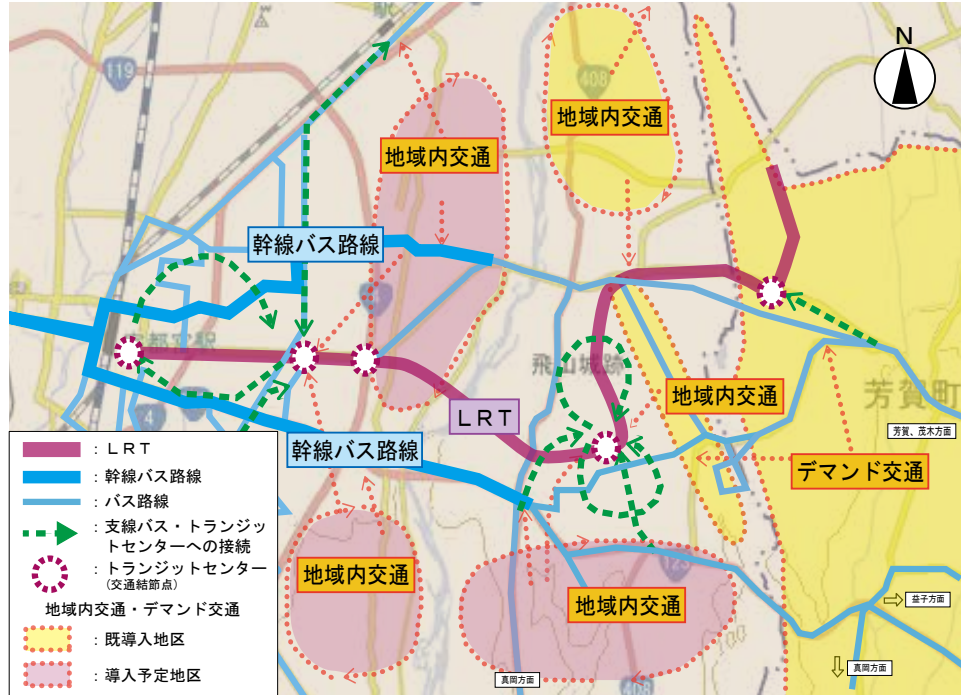 駅
119
408
N
地域内交通
地域内交通
幹線バス路線
都宮駅
飛山城跡
地域内交通
芳賀町
4
LRT
芳賀、茂木方面
幹線バス路線
デマンド交通
: LRT
: 幹線バス路線
: バス路線
: 支線バス・トランジッ
トセンターへの接続
: トランジットセンター
(交通結節点)
地域内交通・デマンド交通
: 既導入地区
: 導入予定地区
地域内交通
地域内交通
123
益子方面
100
真岡方面
真岡方面
408